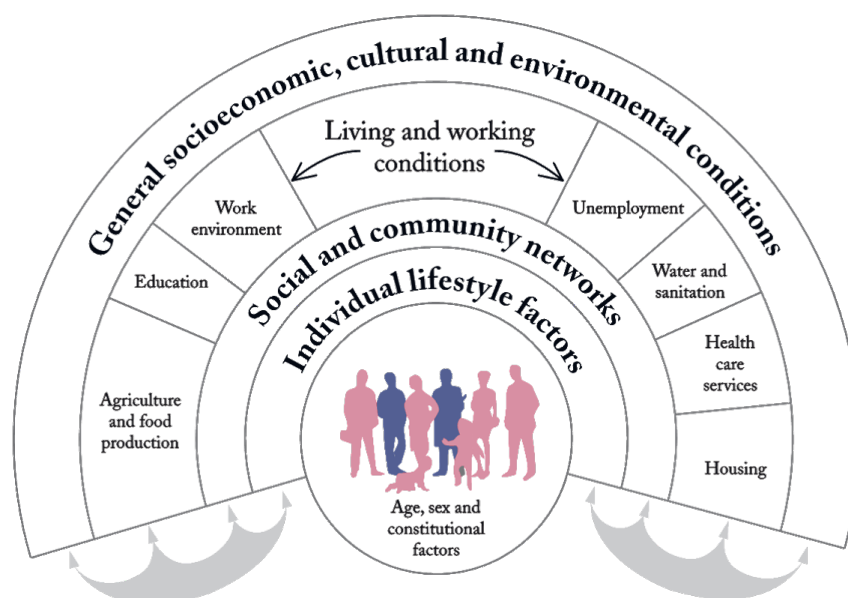 General socioeconomic, cultural and environmental conditions
Living and working
conditions
Work
environment
Unemployment
Education
Water and
sanitation
Agriculture
and food
production
Health
care
services
Housing
Social and community networks
Individual lifestyle factors
Age, sex and
constitutional
factors